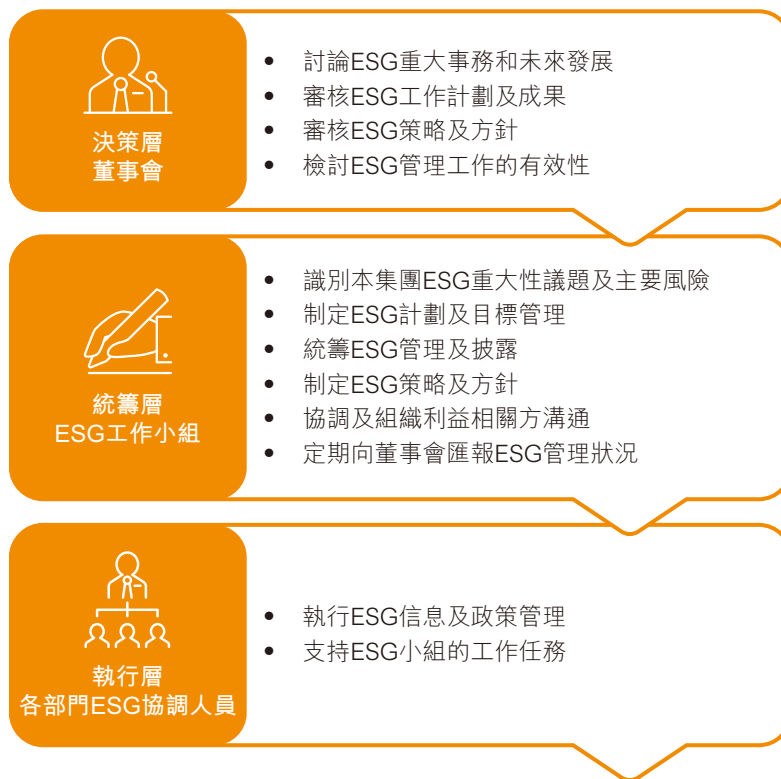 決策層
董事會
• 討論ESG重大事務和未來發展
• 審核ESG工作計劃及成果
• 審核ESG策略及方針
• 檢討ESG管理工作的有效性
統籌層
ESG工作小組
• 識別本集團ESG重大性議題及主要風險
• 制定ESG計劃及目標管理
• 統籌ESG管理及披露
• 制定ESG策略及方針
• 協調及組織利益相關方溝通
• 定期向董事會匯報ESG管理狀況
執行層
各部門ESG協調人員
• 執行ESG信息及政策管理
• 支持ESG小組的工作任務